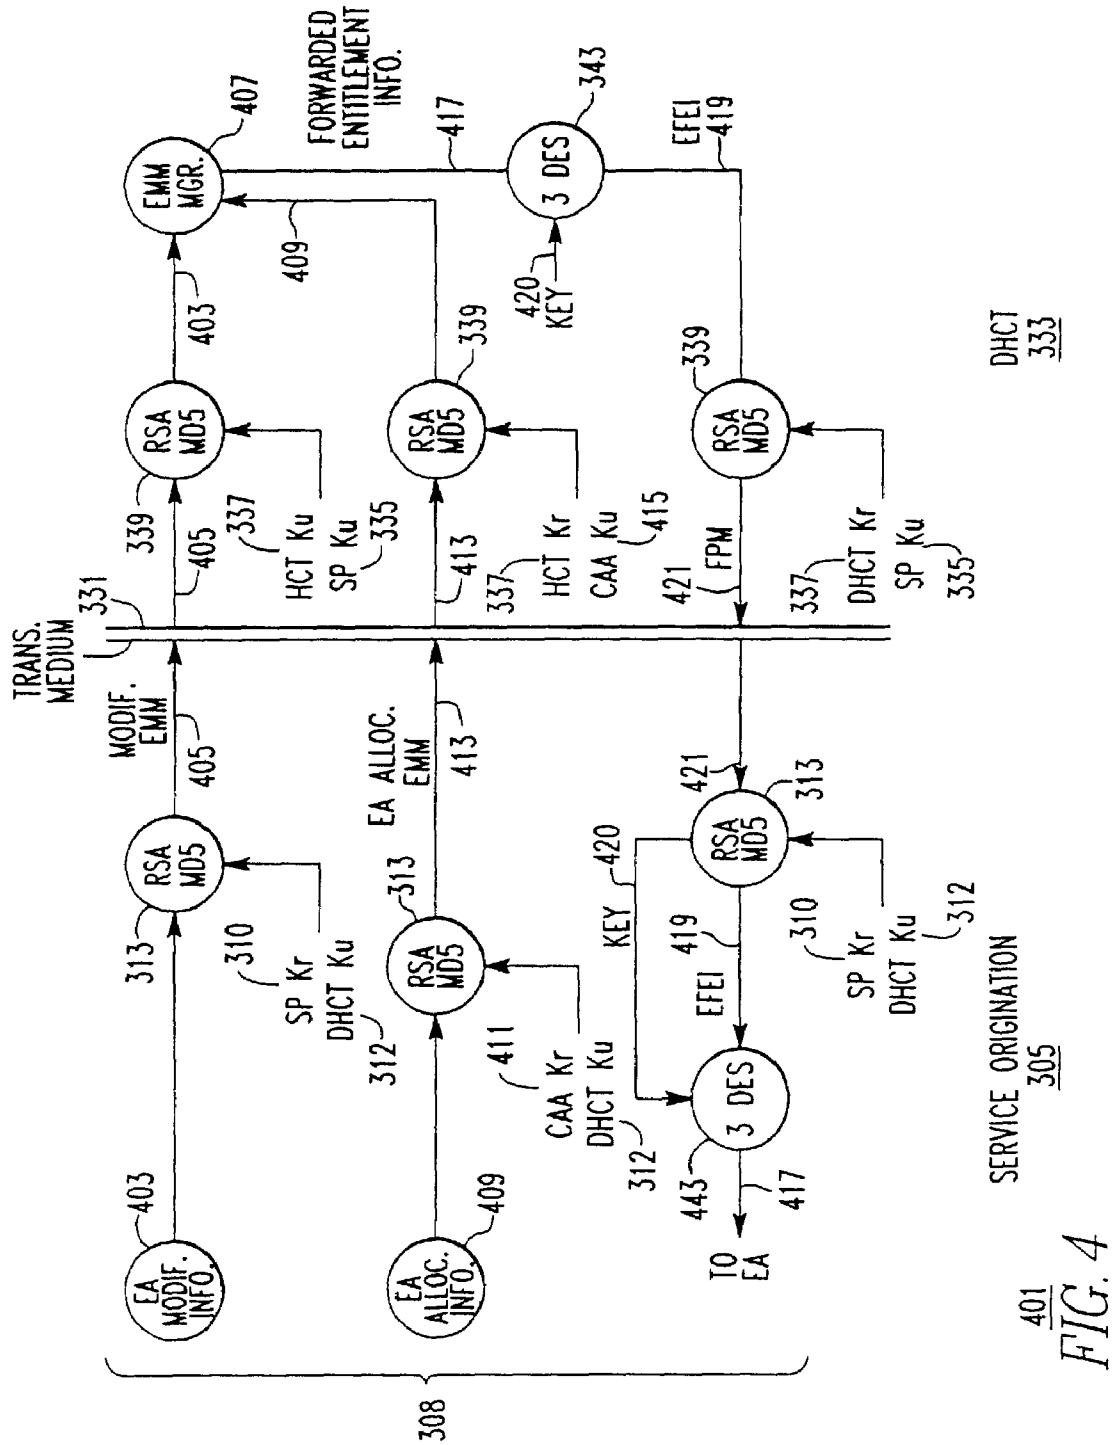 308
EA
MODIF.
INFO.
403
313
RSA
MD5
310
SP Kr
DHCT Ku
312
MODIF.
EMM
405
TRANS.
MEDIUM
331
405
339
RSA
MD5
337
HCT Ku
SP Ku
335
403
EMM
MGR.
407
409
FORWARDED
ENTITLEMENT
INFO.
417
EA
ALLOC.
INFO.
409
RSA
MD5
313
411
CAA Kr
DHCT Ku
312
EA ALLOC.
EMM
413
413
RSA
MD5
339
337
HCT Kr
CAA Ku
415
420
KEY
3 DES
343
EFEI
419
TO
EA
417
443
3 DES
KEY
420
EFEI
419
RSA
MD5
313
421
310
SP Kr
DHCT Ku
312
421
FPM
RSA
MD5
339
337
DHCT Kr
SP Ku
335
SERVICE ORIGINATION
305
DHCT
333
401
FIG. 4